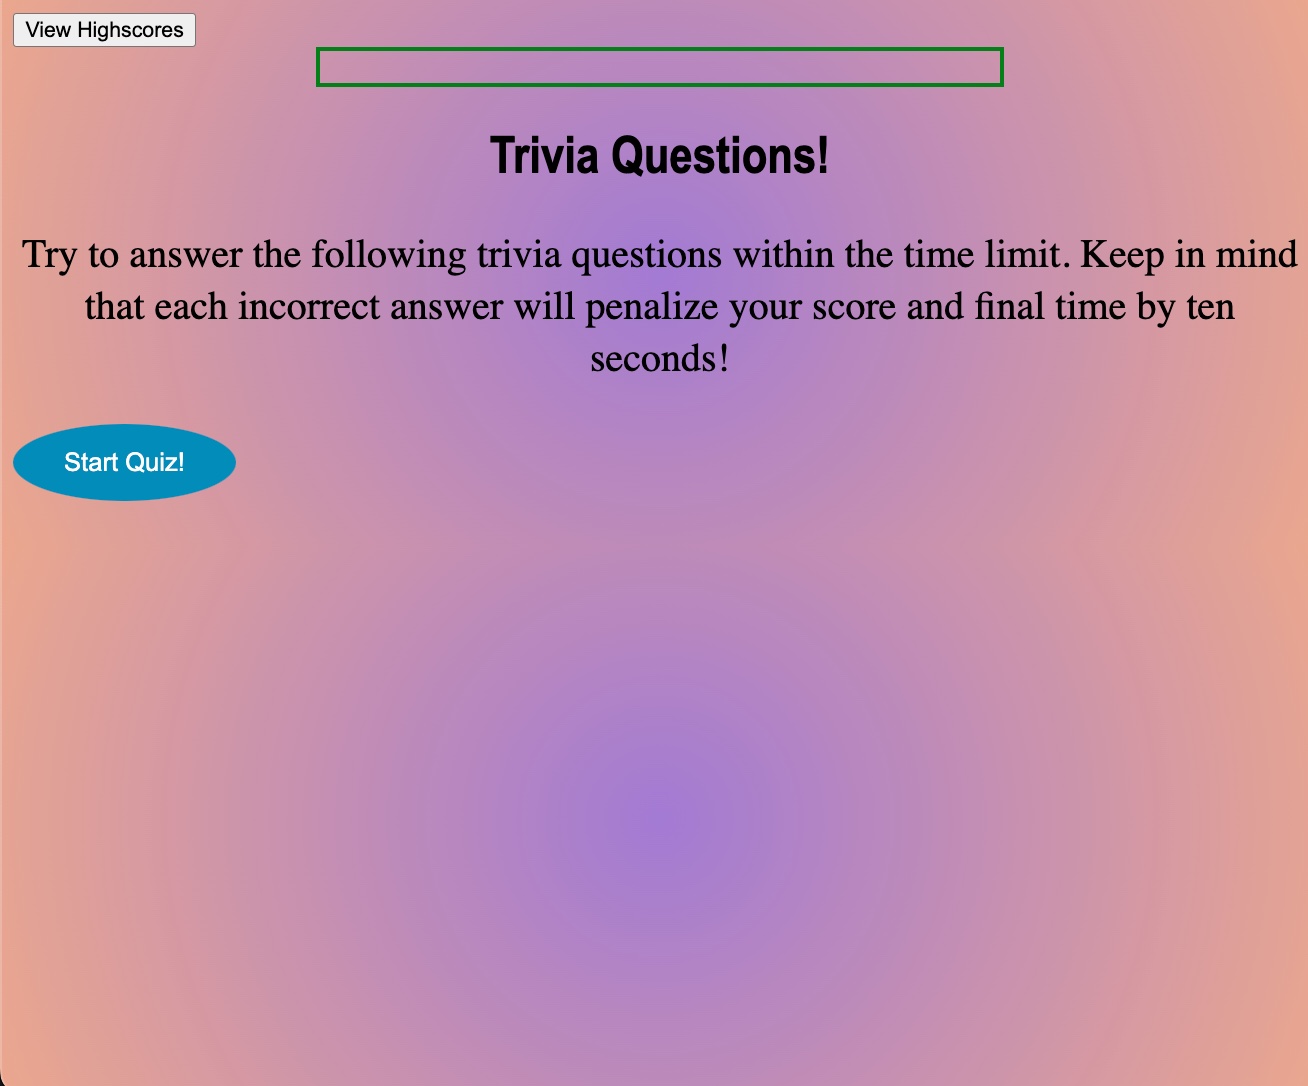 View Highscores
Trivia Questions!
Try to answer the following trivia questions within the time limit. Keep in mind
that each incorrect answer will penalize your score and final time by ten
seconds!
Start Quiz!